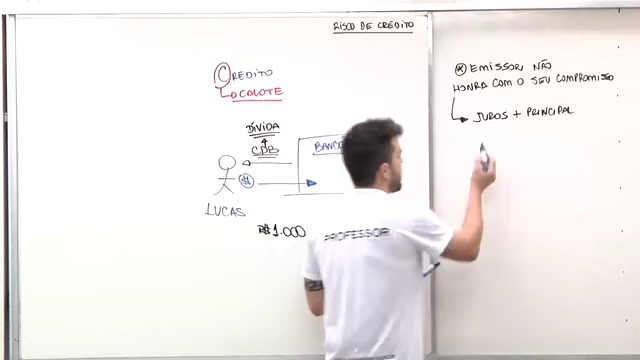 RISCO DE CRÉDITO
CREDITO
CALOTE
DÍVIDA
CDB
BANCO
$
LUCAS
R$ 1.000
PROFESSOR
* EMISSOR NÃO
HONRA COM O SEU COMPROMISSO
JUROS + PRINCIPAL